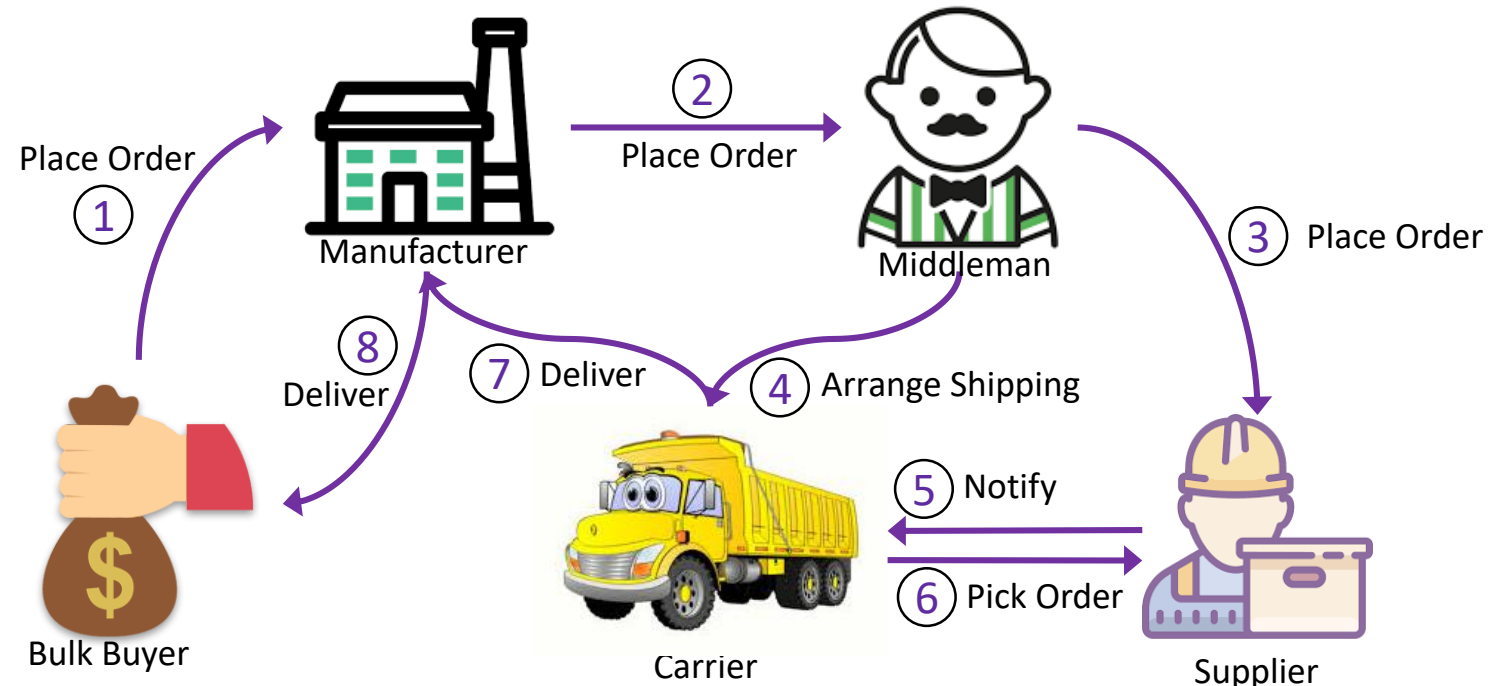 Place Order
1
2
Place Order
3 Place Order
Manufacturer
Middleman
8
Deliver
7 Deliver
4 Arrange Shipping
5 Notify
6 Pick Order
$
Bulk Buyer
Carrier
Supplier